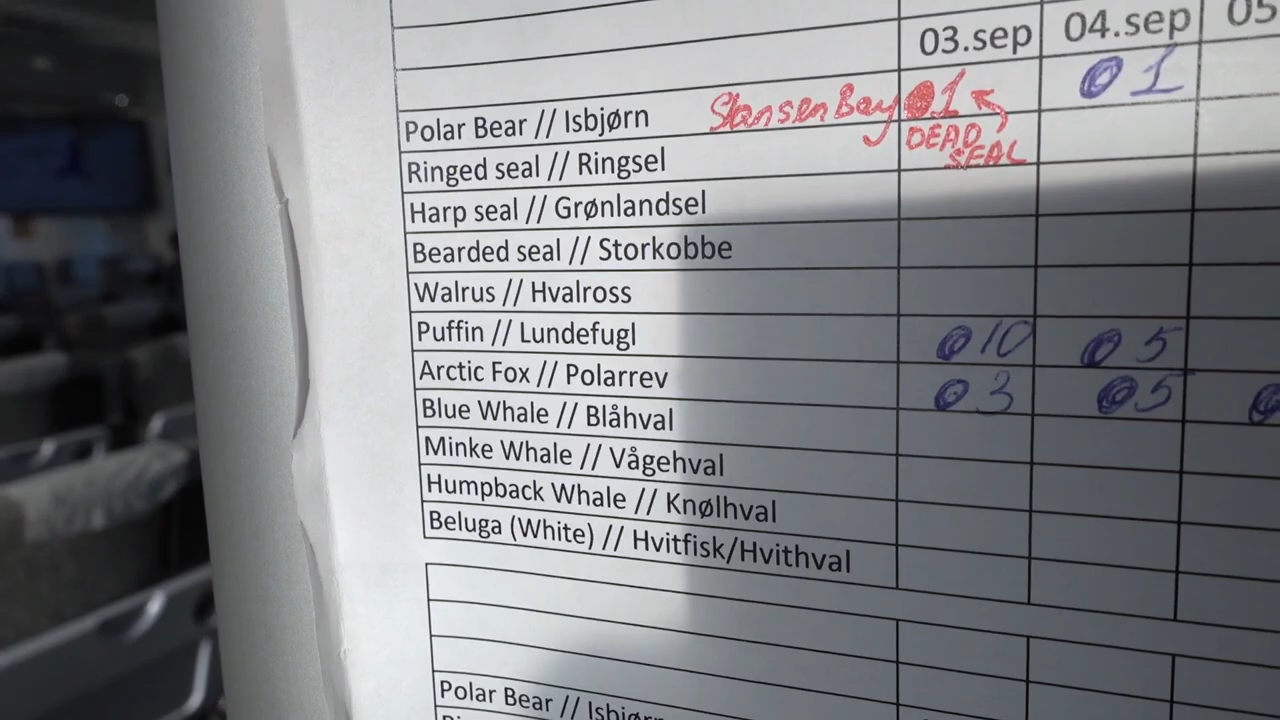 03.sep 04.sep 05
Polar Bear // Isbjørn Stansen Bay 1 1
DEAD SEAL
Ringed seal // Ringsel
Harp seal // Grønlandsel
Bearded seal // Storkobbe
Walrus // Hvalross
Puffin // Lundefugl 10 5
Arctic Fox // Polarrev 3 5
Blue Whale // Blåhval
Minke Whale // Vågehval
Humpback Whale // Knølhval
Beluga (White) // Hvitfisk/Hvithval
Polar Bear // Isbjørn